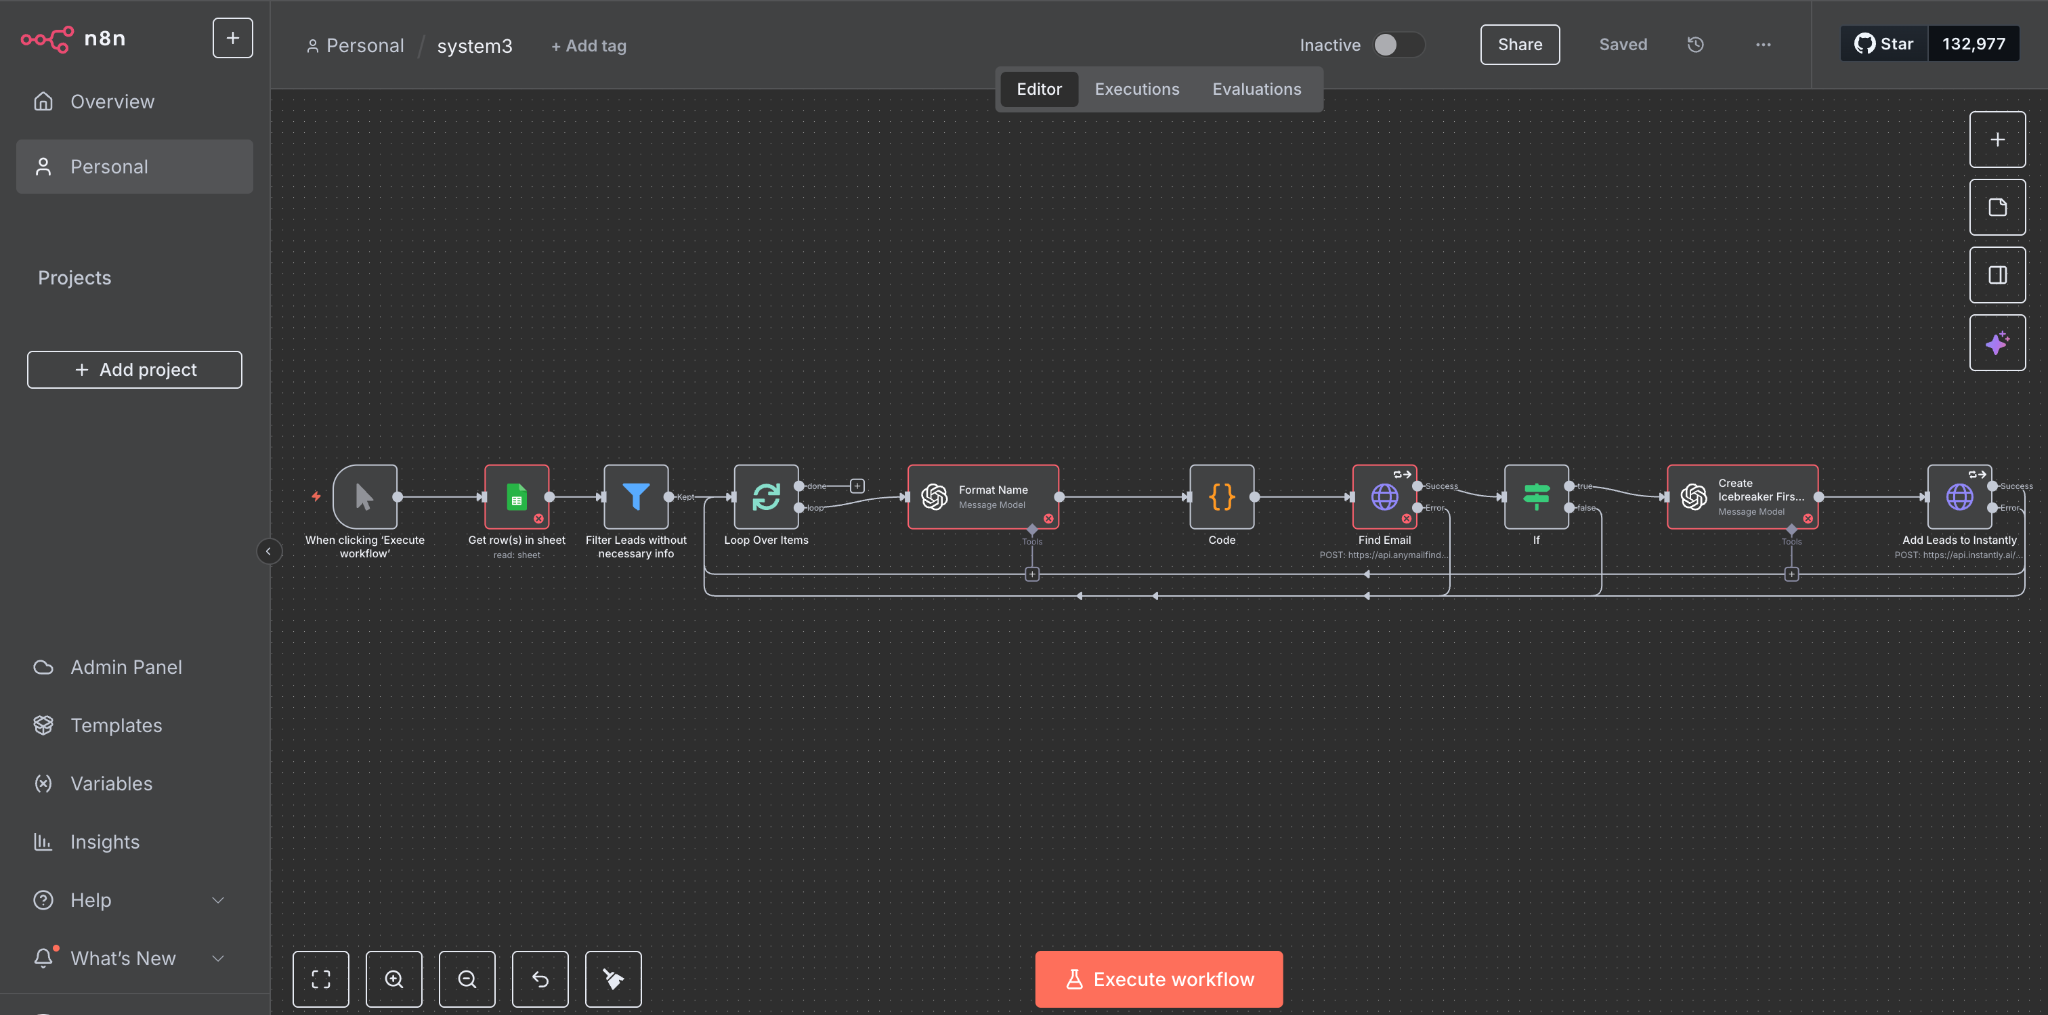 n8n
+
Personal / system3
+ Add tag
Inactive
Share
Saved
Star
132,977
Editor
Executions
Evaluations
Overview
Personal
Projects
+ Add project
Admin Panel
Templates
Variables
Insights
Help
What's New
When clicking 'Execute
workflow'
Get row(s) in sheet
read: sheet
Filter Leads without
necessary info
Kept
Loop Over Items
done
loop
Format Name
Message Model
Tools
Code
Find Email
POST: https://api.anymailfind...
Success
Error
If
true
false
Create
Icebreaker Firs...
Message Model
Tools
Add Leads to Instantly
POST: https://api.instantly.ai/...
Success
Error
Execute workflow